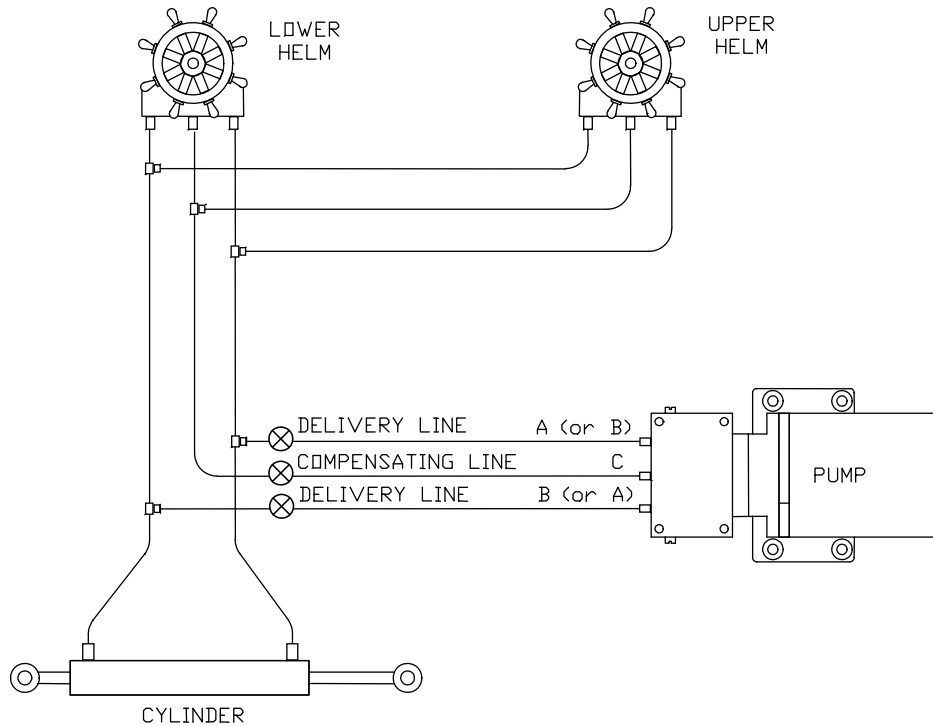 LOWER
HELM
UPPER
HELM
DELIVERY LINE A (or B)
COMPENSATING LINE C
DELIVERY LINE B (or A)
PUMP
CYLINDER